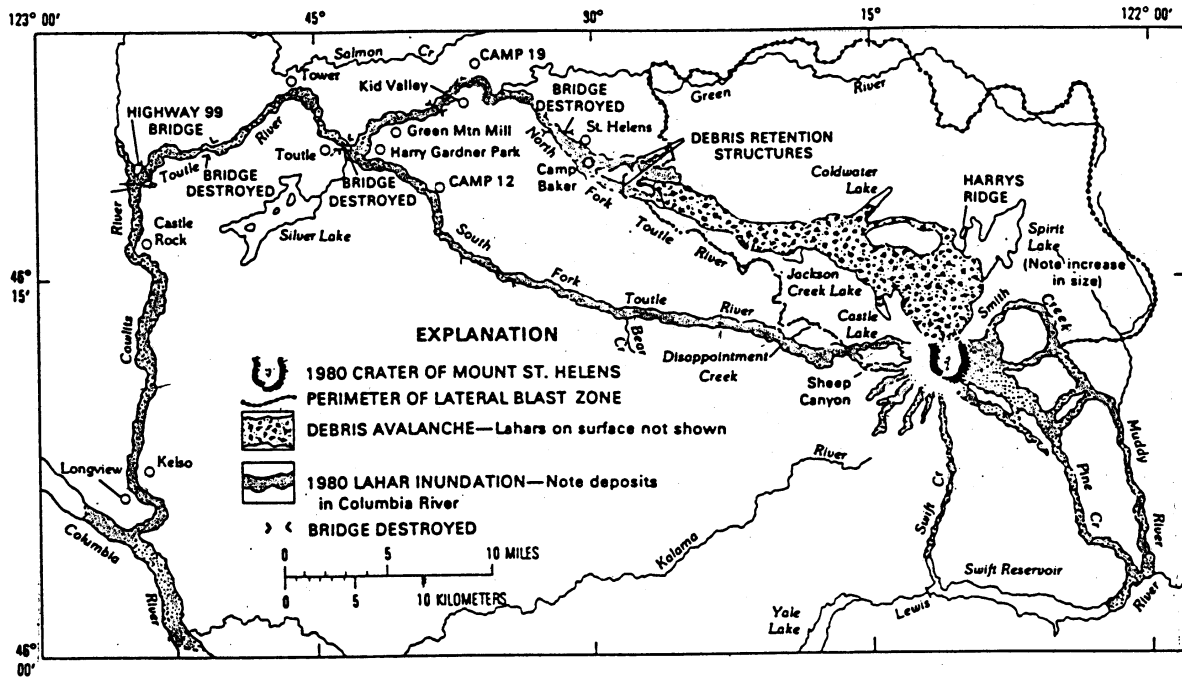 123° 00'
45°
30°
15°
122° 00'
Salmon Cr
CAMP 19
Tower
Kid Valley
BRIDGE
DESTROYED
Green River
HIGHWAY 99
BRIDGE
River
Green Mtn Mill
North
St. Helens
DEBRIS RETENTION
STRUCTURES
Toutle
Harry Gardner Park
Toutle
BRIDGE
DESTROYED
BRIDGE
DESTROYED
CAMP 12
Camp
Baker
Fork
Coldwater
Lake
HARRYS
RIDGE
River
Castle
Rock
Silver Lake
South
Toutle
River
Spirit
Lake
(Note increase
in size)
46°
15'
Fork
Jackson
Creek Lake
Toutle
River
Castle
Lake
Smith
Creek
Cowlitz
Bear
Cr
Disappointment
Creek
Sheep
Canyon
EXPLANATION
1980 CRATER OF MOUNT ST. HELENS
PERIMETER OF LATERAL BLAST ZONE
DEBRIS AVALANCHE—Lahars on surface not shown
1980 LAHAR INUNDATION—Note deposits
in Columbia River
BRIDGE DESTROYED
0 5 10 MILES
0 5 10 KILOMETERS
Longview
Kelso
Columbia
River
River
Kalama
Swift Cr
Pine
Cr
Muddy
River
Swift Reservoir
Yale
Lake
Lewis
River
46°
00'